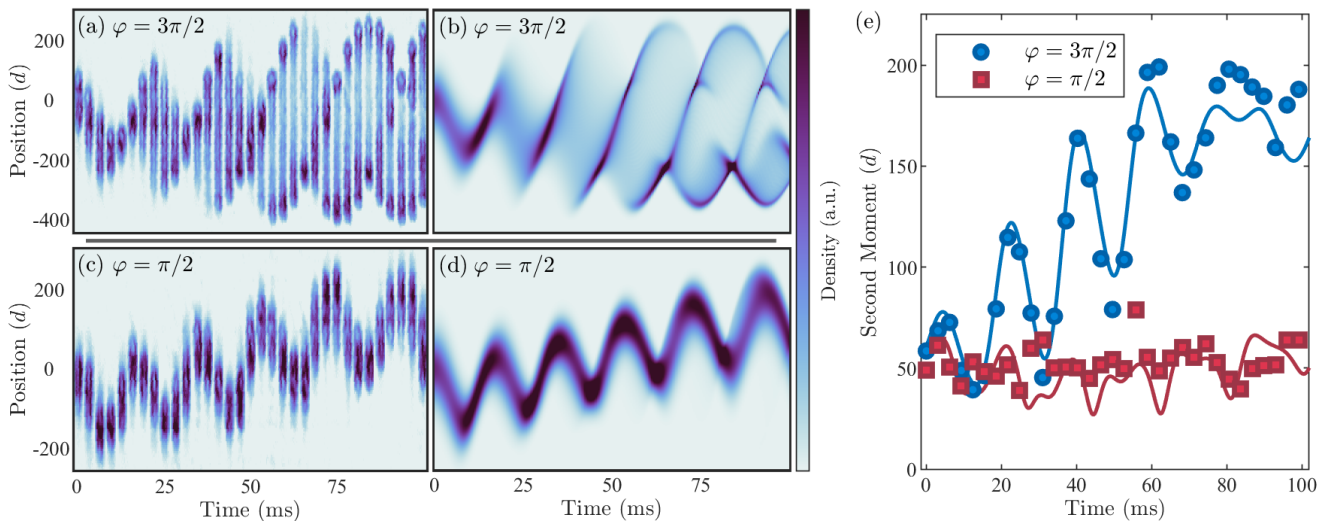 (a) φ = 3π/2
(b) φ = 3π/2
(c) φ = π/2
(d) φ = π/2
(e)
Position (d)
200
0
-200
-400
Position (d)
200
0
-200
0
25
50
75
Time (ms)
0
25
50
75
Time (ms)
Density (a.u.)
φ = 3π/2
φ = π/2
Second Moment (d)
200
150
100
50
0
0
20
40
60
80
100
Time (ms)